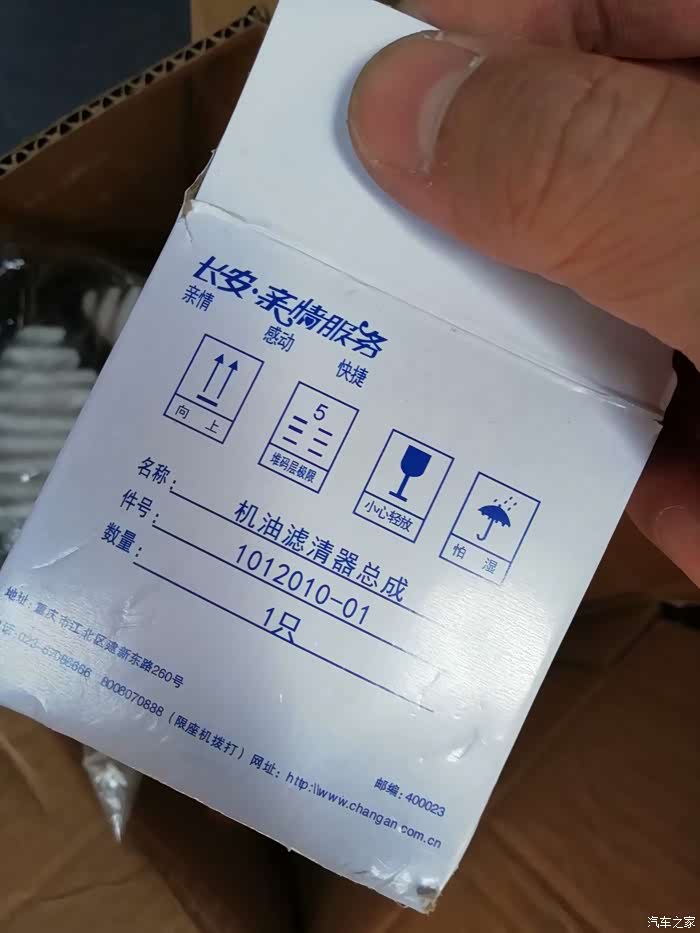 长安·亲情服务
亲情 感动 快捷
向 上
5
堆码层极限
小心轻放
怕 湿
名称: 机油滤清器总成
件号: 1012010-01
数量: 1只
地址: 重庆市江北区建新东路260号
8008070888 (限座机拨打) 网址: http:\\www.changan.com.cn
邮编: 400023
汽车之家